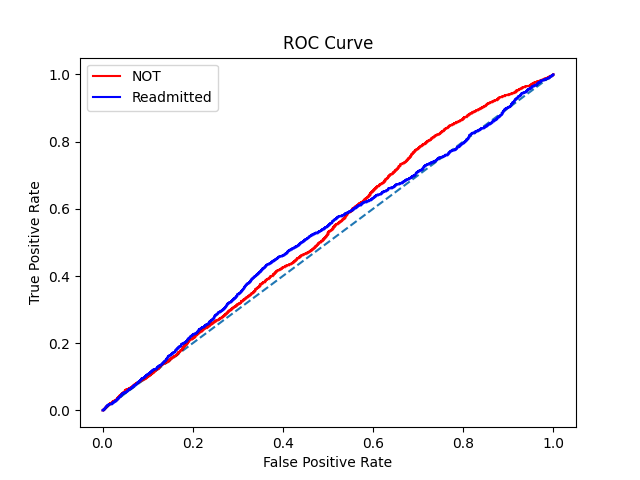 ROC Curve
NOT
Readmitted
True Positive Rate
1.0
0.8
0.6
0.4
0.2
0.0
0.0 0.2 0.4 0.6 0.8 1.0
False Positive Rate